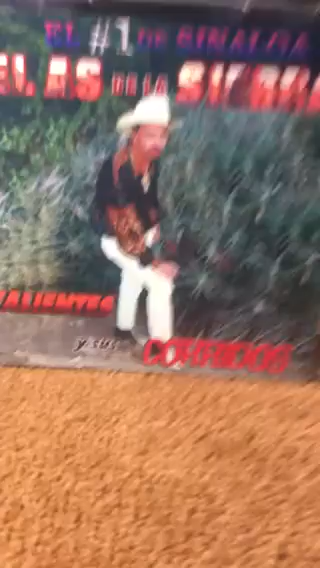 EL #1 DE SINALOA
EL AS DE LA SIERRA
VALIENTES
y sus CORRIDOS